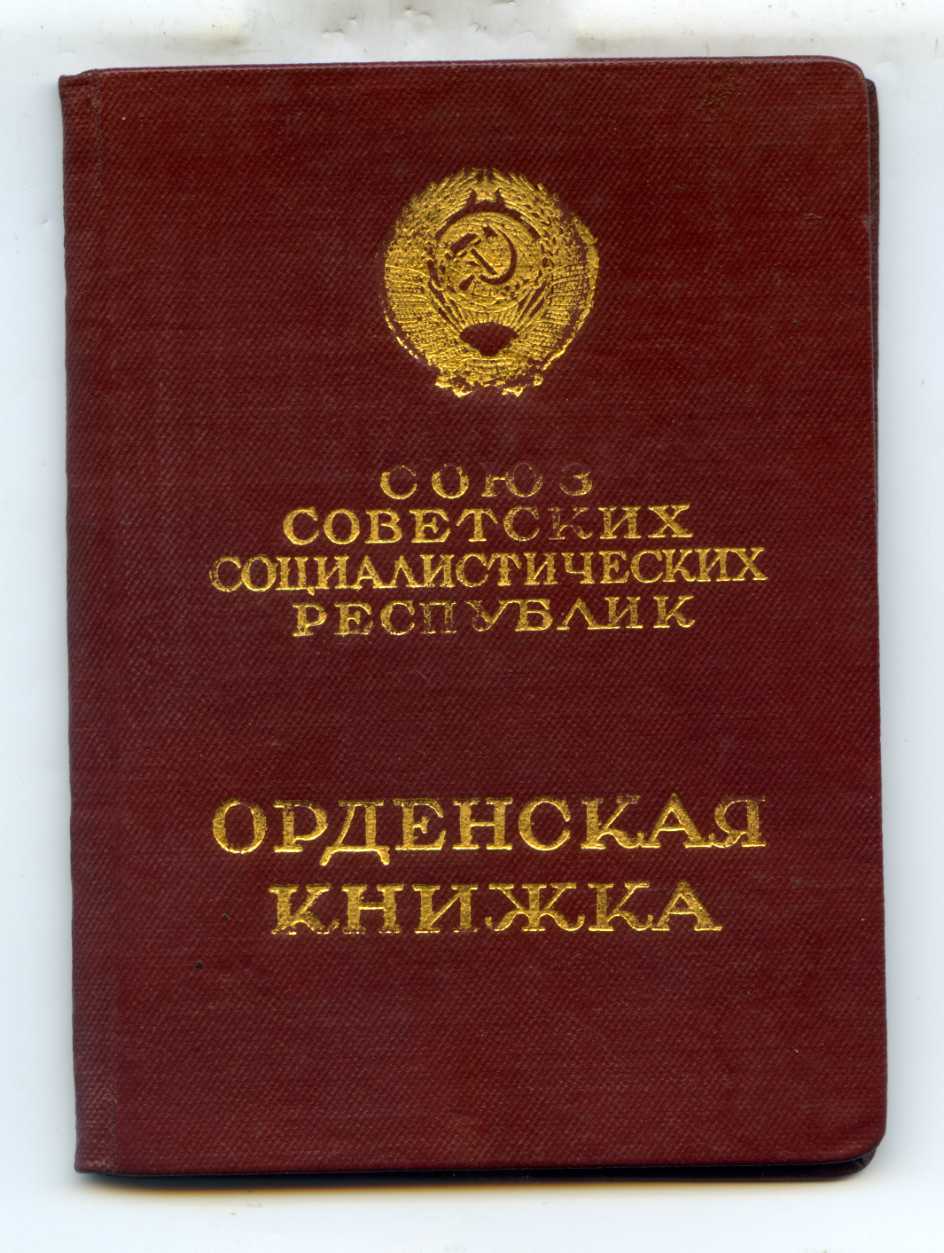 СОЮЗ
СОВЕТСКИХ
СОЦИАЛИСТИЧЕСКИХ
РЕСПУБЛИК
ОРДЕНСКАЯ
КНИЖКА